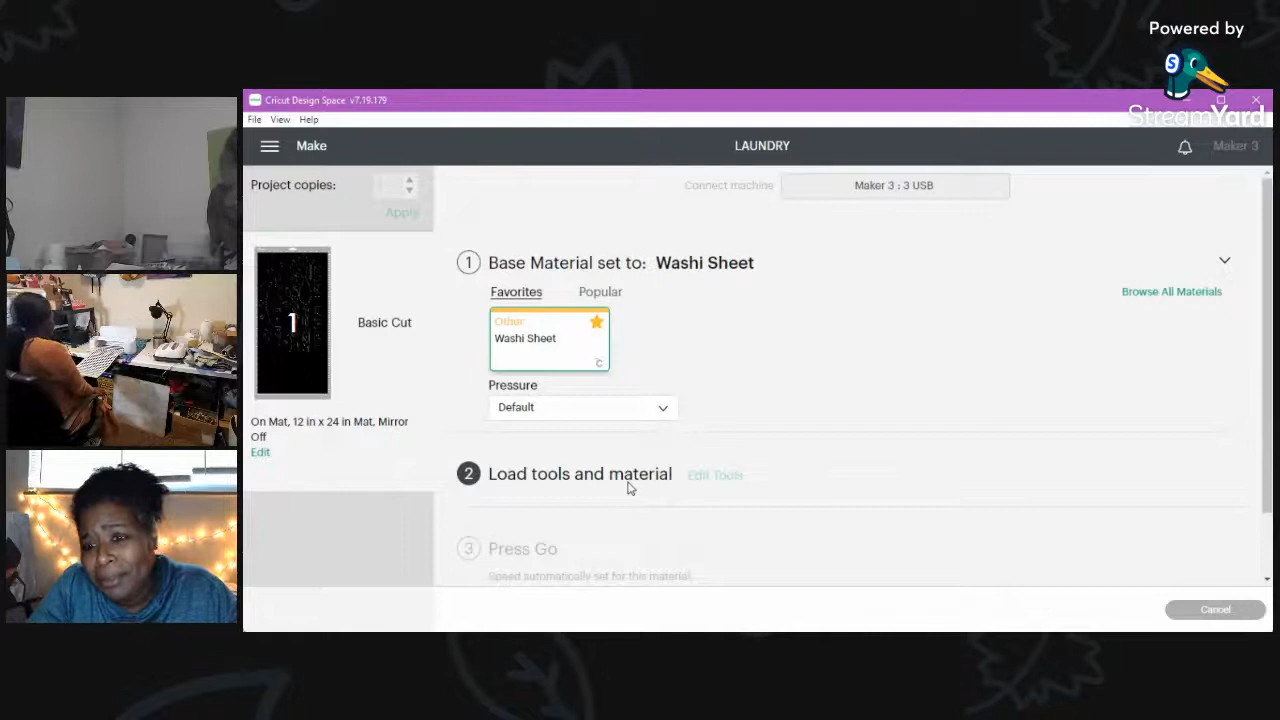 Powered by
StreamYard
Cricut Design Space v7.19.179
File View Help
Make
LAUNDRY
Maker 3
Project copies:
Apply
Connect machine
Maker 3 : 3 USB
1
Basic Cut
On Mat, 12 in x 24 in Mat, Mirror
Off
Edit
1 Base Material set to: Washi Sheet
Favorites Popular
Browse All Materials
Other
Washi Sheet
C
Pressure
Default
2 Load tools and material Edit Tools
3 Press Go
Speed automatically set for this material.
Cancel